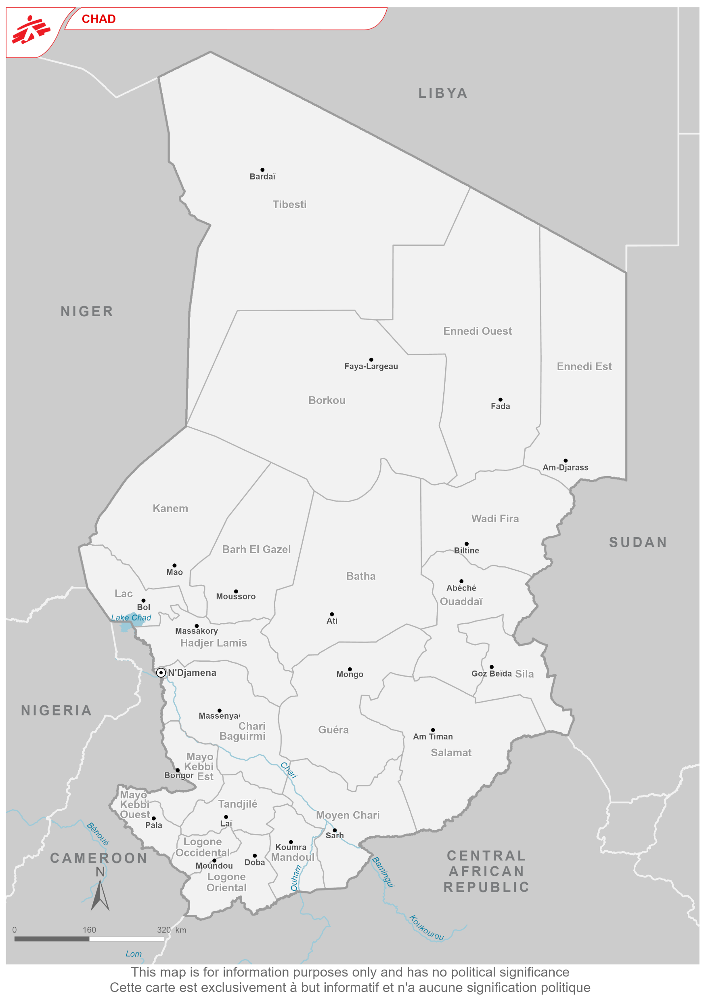 CHAD
LIBYA
Bardaï
Tibesti
NIGER
Ennedi Ouest
Faya-Largeau
Ennedi Est
Borkou
Fada
Am-Djarass
Kanem
Wadi Fira
SUDAN
Barh El Gazel
Biltine
Mao
Batha
Abéché
Lac
Moussoro
Ouaddaï
Bol
Lake Chad
Ati
Massakory
Hadjer Lamis
N'Djamena
Mongo
Goz Beïda
Sila
NIGERIA
Massenya
Chari
Baguirmi
Guéra
Am Timan
Salamat
Mayo
Kebbi
Est
Chari
Bongor
Mayo
Kebbi
Ouest
Tandjilé
Moyen Chari
Pala
Laï
Bénoué
Sarh
Logone
Occidental
Koumra
Mandoul
CAMEROON
Moundou
Doba
CENTRAL
AFRICAN
REPUBLIC
N
Logone
Oriental
Ouham
Bamingui
Koukourou
0 160 320 km
Lom
This map is for information purposes only and has no political significance
Cette carte est exclusivement à but informatif et n'a aucune signification politique